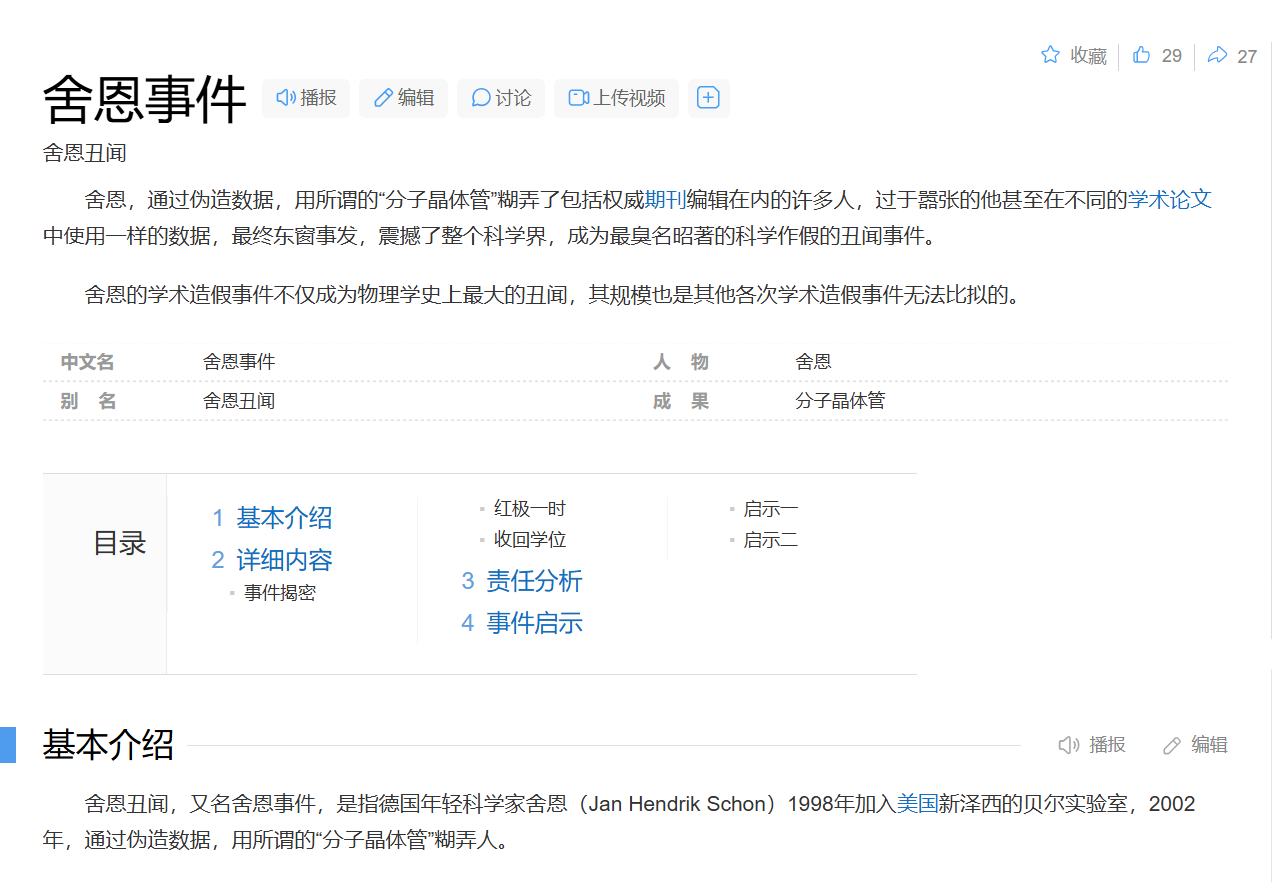 收藏 29 27
舍恩事件 播报 编辑 讨论 上传视频
舍恩丑闻
舍恩，通过伪造数据，用所谓的“分子晶体管”糊弄了包括权威期刊编辑在内的许多人，过于嚣张的他甚至在不同的学术论文
中使用一样的数据，最终东窗事发，震撼了整个科学界，成为最臭名昭著的科学作假的丑闻事件。
舍恩的学术造假事件不仅成为物理学史上最大的丑闻，其规模也是其他各次学术造假事件无法比拟的。
中文名 舍恩事件 人 物 舍恩
别 名 舍恩丑闻 成 果 分子晶体管
目录
1 基本介绍
2 详细内容
事件揭密
红极一时
收回学位
3 责任分析
4 事件启示
启示一
启示二
基本介绍 播报 编辑
舍恩丑闻，又名舍恩事件，是指德国年轻科学家舍恩（Jan Hendrik Schon）1998年加入美国新泽西的贝尔实验室，2002
年，通过伪造数据，用所谓的“分子晶体管”糊弄人。